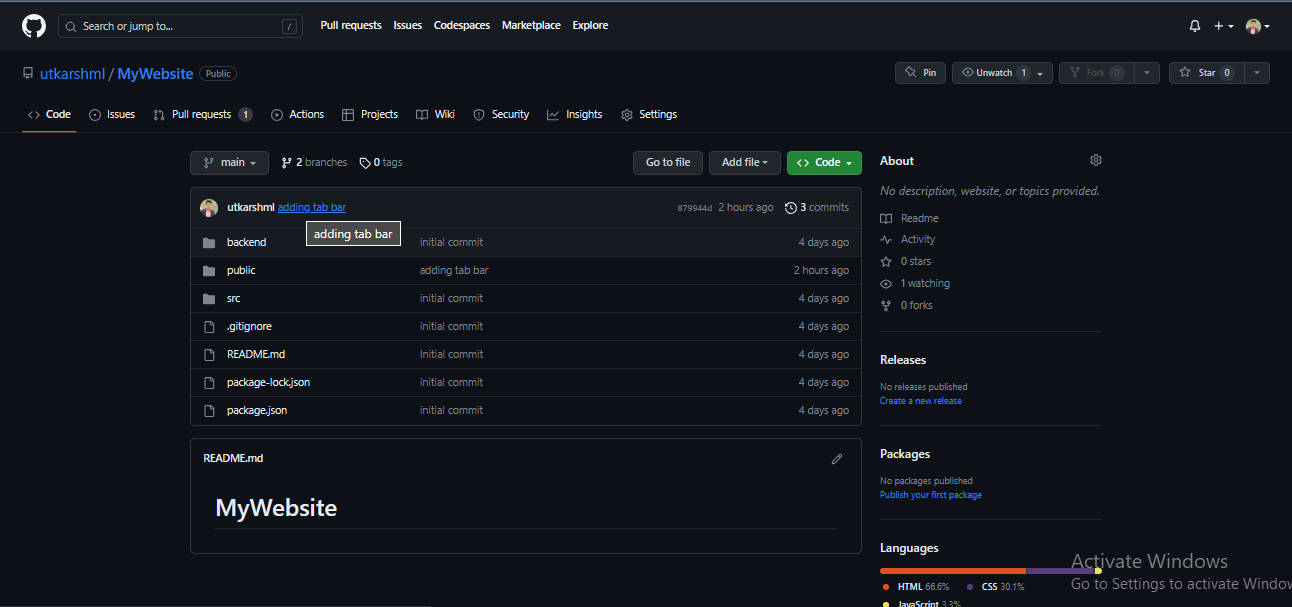 Search or jump to... / Pull requests Issues Codespaces Marketplace Explore
utkarshml / MyWebsite Public Pin Unwatch 1 Fork 0 Star 0
Code Issues Pull requests 1 Actions Projects Wiki Security Insights Settings
main 2 branches 0 tags Go to file Add file Code
utkarshml adding tab bar 879944d 2 hours ago 3 commits
adding tab bar
backend initial commit 4 days ago
public adding tab bar 2 hours ago
src initial commit 4 days ago
.gitignore initial commit 4 days ago
README.md Initial commit 4 days ago
package-lock.json initial commit 4 days ago
package.json initial commit 4 days ago
README.md
MyWebsite
About
No description, website, or topics provided.
Readme
Activity
0 stars
1 watching
0 forks
Releases
No releases published
Create a new release
Packages
No packages published
Publish your first package
Languages
HTML 66.6% CSS 30.1%
JavaScript 3.3%
Activate Windows
Go to Settings to activate Window